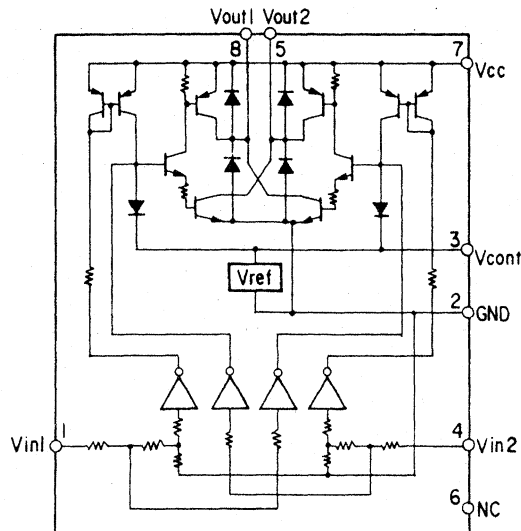 Vout1 Vout2
8 5 7
Vcc
3
Vcont
Vref
2
GND
1 4
Vin1 Vin2
6
NC